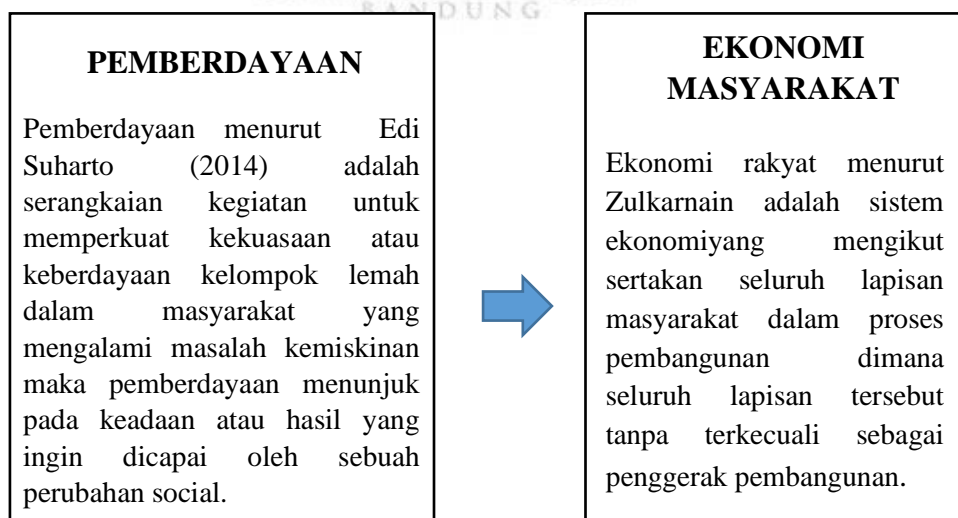 BANDUNG
PEMBERDAYAAN
Pemberdayaan menurut Edi
Suharto (2014) adalah
serangkaian kegiatan untuk
memperkuat kekuasaan atau
keberdayaan kelompok lemah
dalam masyarakat yang
mengalami masalah kemiskinan
maka pemberdayaan menunjuk
pada keadaan atau hasil yang
ingin dicapai oleh sebuah
perubahan social.
EKONOMI
MASYARAKAT
Ekonomi rakyat menurut
Zulkarnain adalah sistem
ekonomiyang mengikut
sertakan seluruh lapisan
masyarakat dalam proses
pembangunan dimana
seluruh lapisan tersebut
tanpa terkecuali sebagai
penggerak pembangunan.